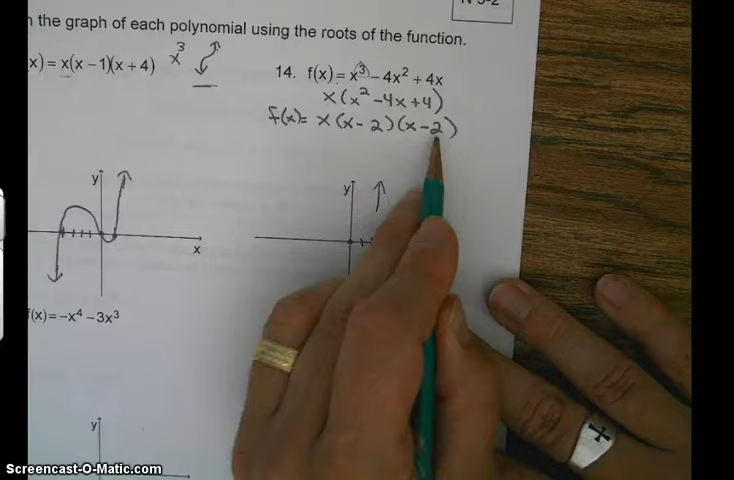 the graph of each polynomial using the roots of the function.
x) = x(x − 1)(x + 4) x³
14. f(x) = x³ − 4x² + 4x
x(x² − 4x + 4)
f(x) = x(x − 2)(x − 2)
y
x
y
f(x) = −x⁴ − 3x³
y
Screencast-O-Matic.com